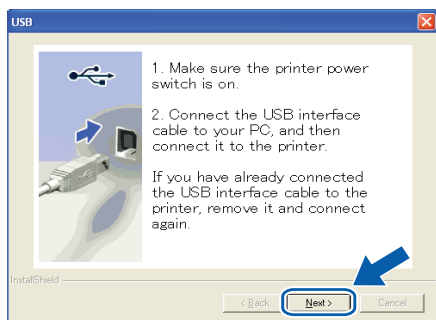 USB
1. Make sure the printer power
switch is on.
2. Connect the USB interface
cable to your PC, and then
connect it to the printer.
If you have already connected
the USB interface cable to the
printer, remove it and connect
again.
InstallShield
< Back
Next >
Cancel